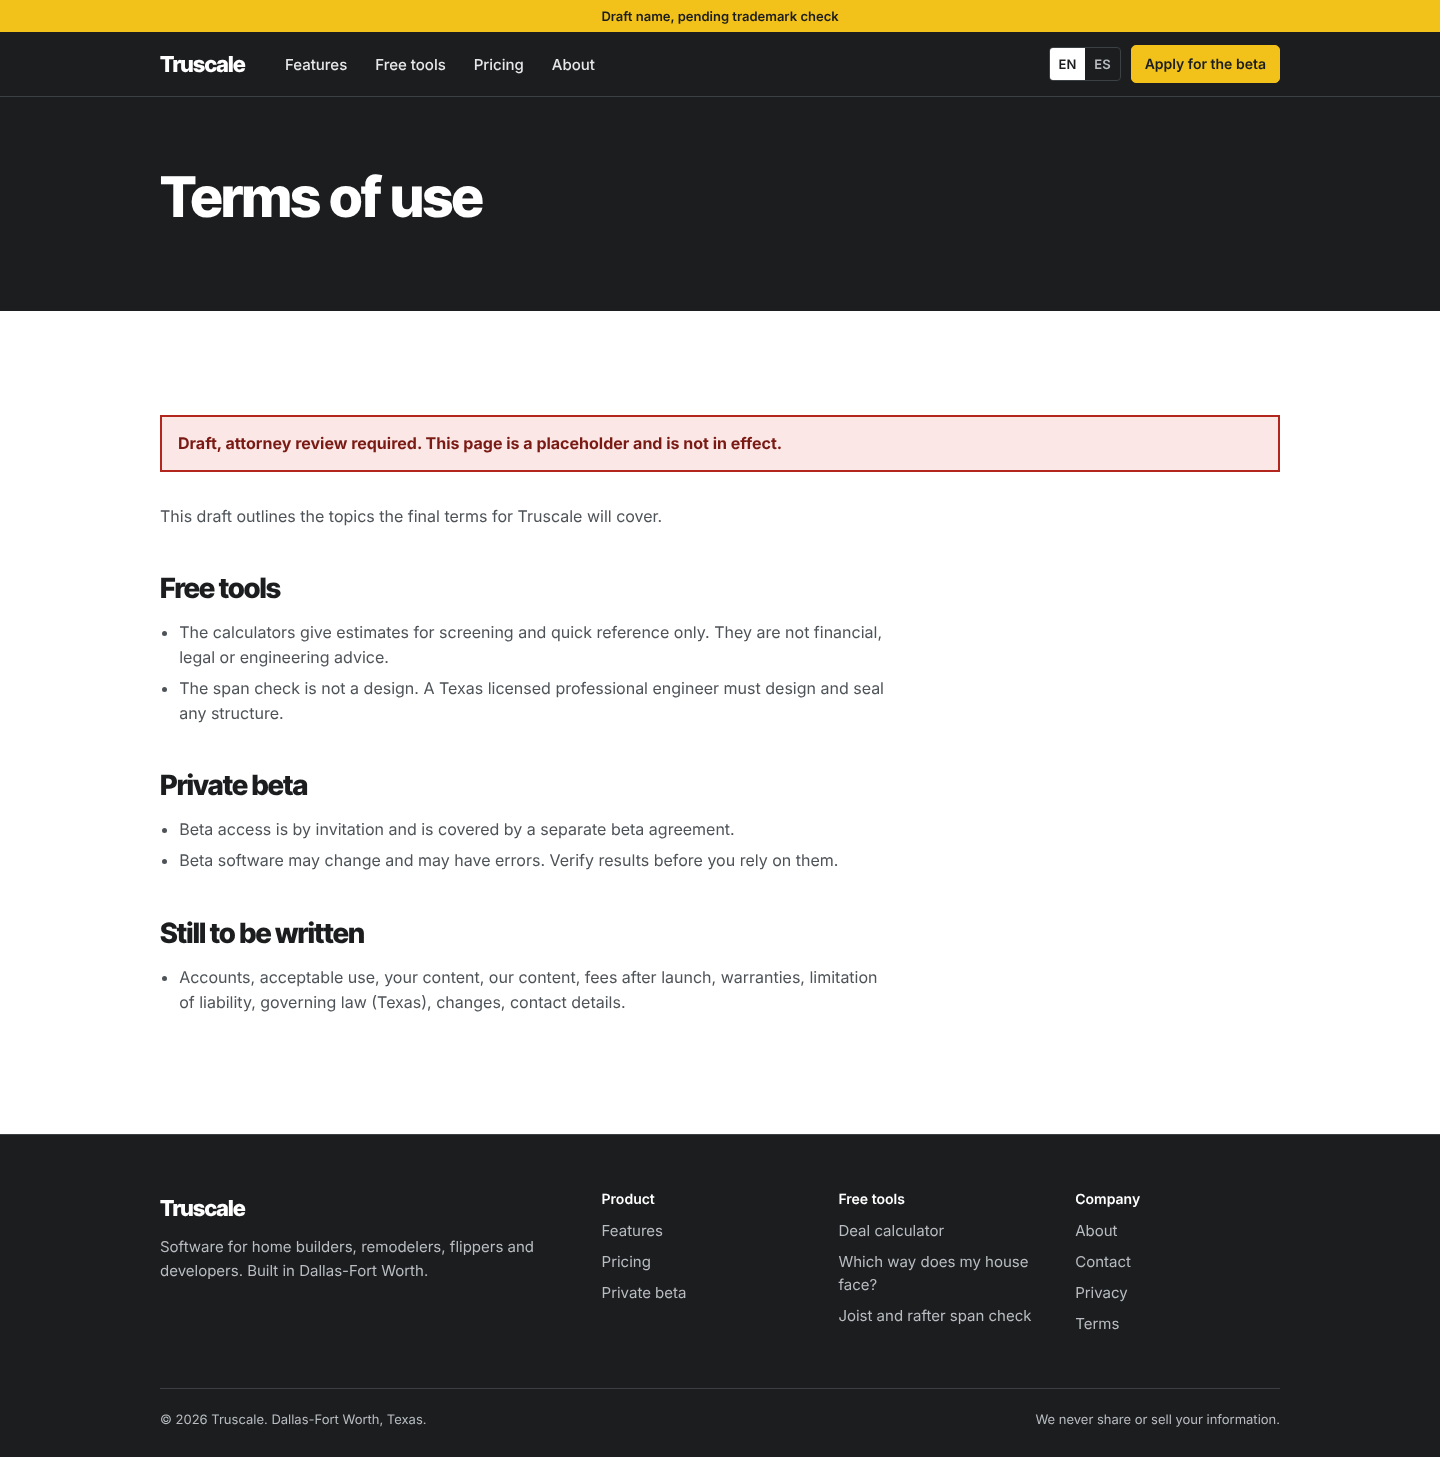 Draft name, pending trademark check
Truscale
Features
Free tools
Pricing
About
EN
ES
Apply for the beta
Terms of use
Draft, attorney review required. This page is a placeholder and is not in effect.
This draft outlines the topics the final terms for Truscale will cover.
Free tools
• The calculators give estimates for screening and quick reference only. They are not financial,
legal or engineering advice.
• The span check is not a design. A Texas licensed professional engineer must design and seal
any structure.
Private beta
• Beta access is by invitation and is covered by a separate beta agreement.
• Beta software may change and may have errors. Verify results before you rely on them.
Still to be written
• Accounts, acceptable use, your content, our content, fees after launch, warranties, limitation
of liability, governing law (Texas), changes, contact details.
Truscale
Software for home builders, remodelers, flippers and
developers. Built in Dallas-Fort Worth.
Product
Features
Pricing
Private beta
Free tools
Deal calculator
Which way does my house
face?
Joist and rafter span check
Company
About
Contact
Privacy
Terms
© 2026 Truscale. Dallas-Fort Worth, Texas.
We never share or sell your information.